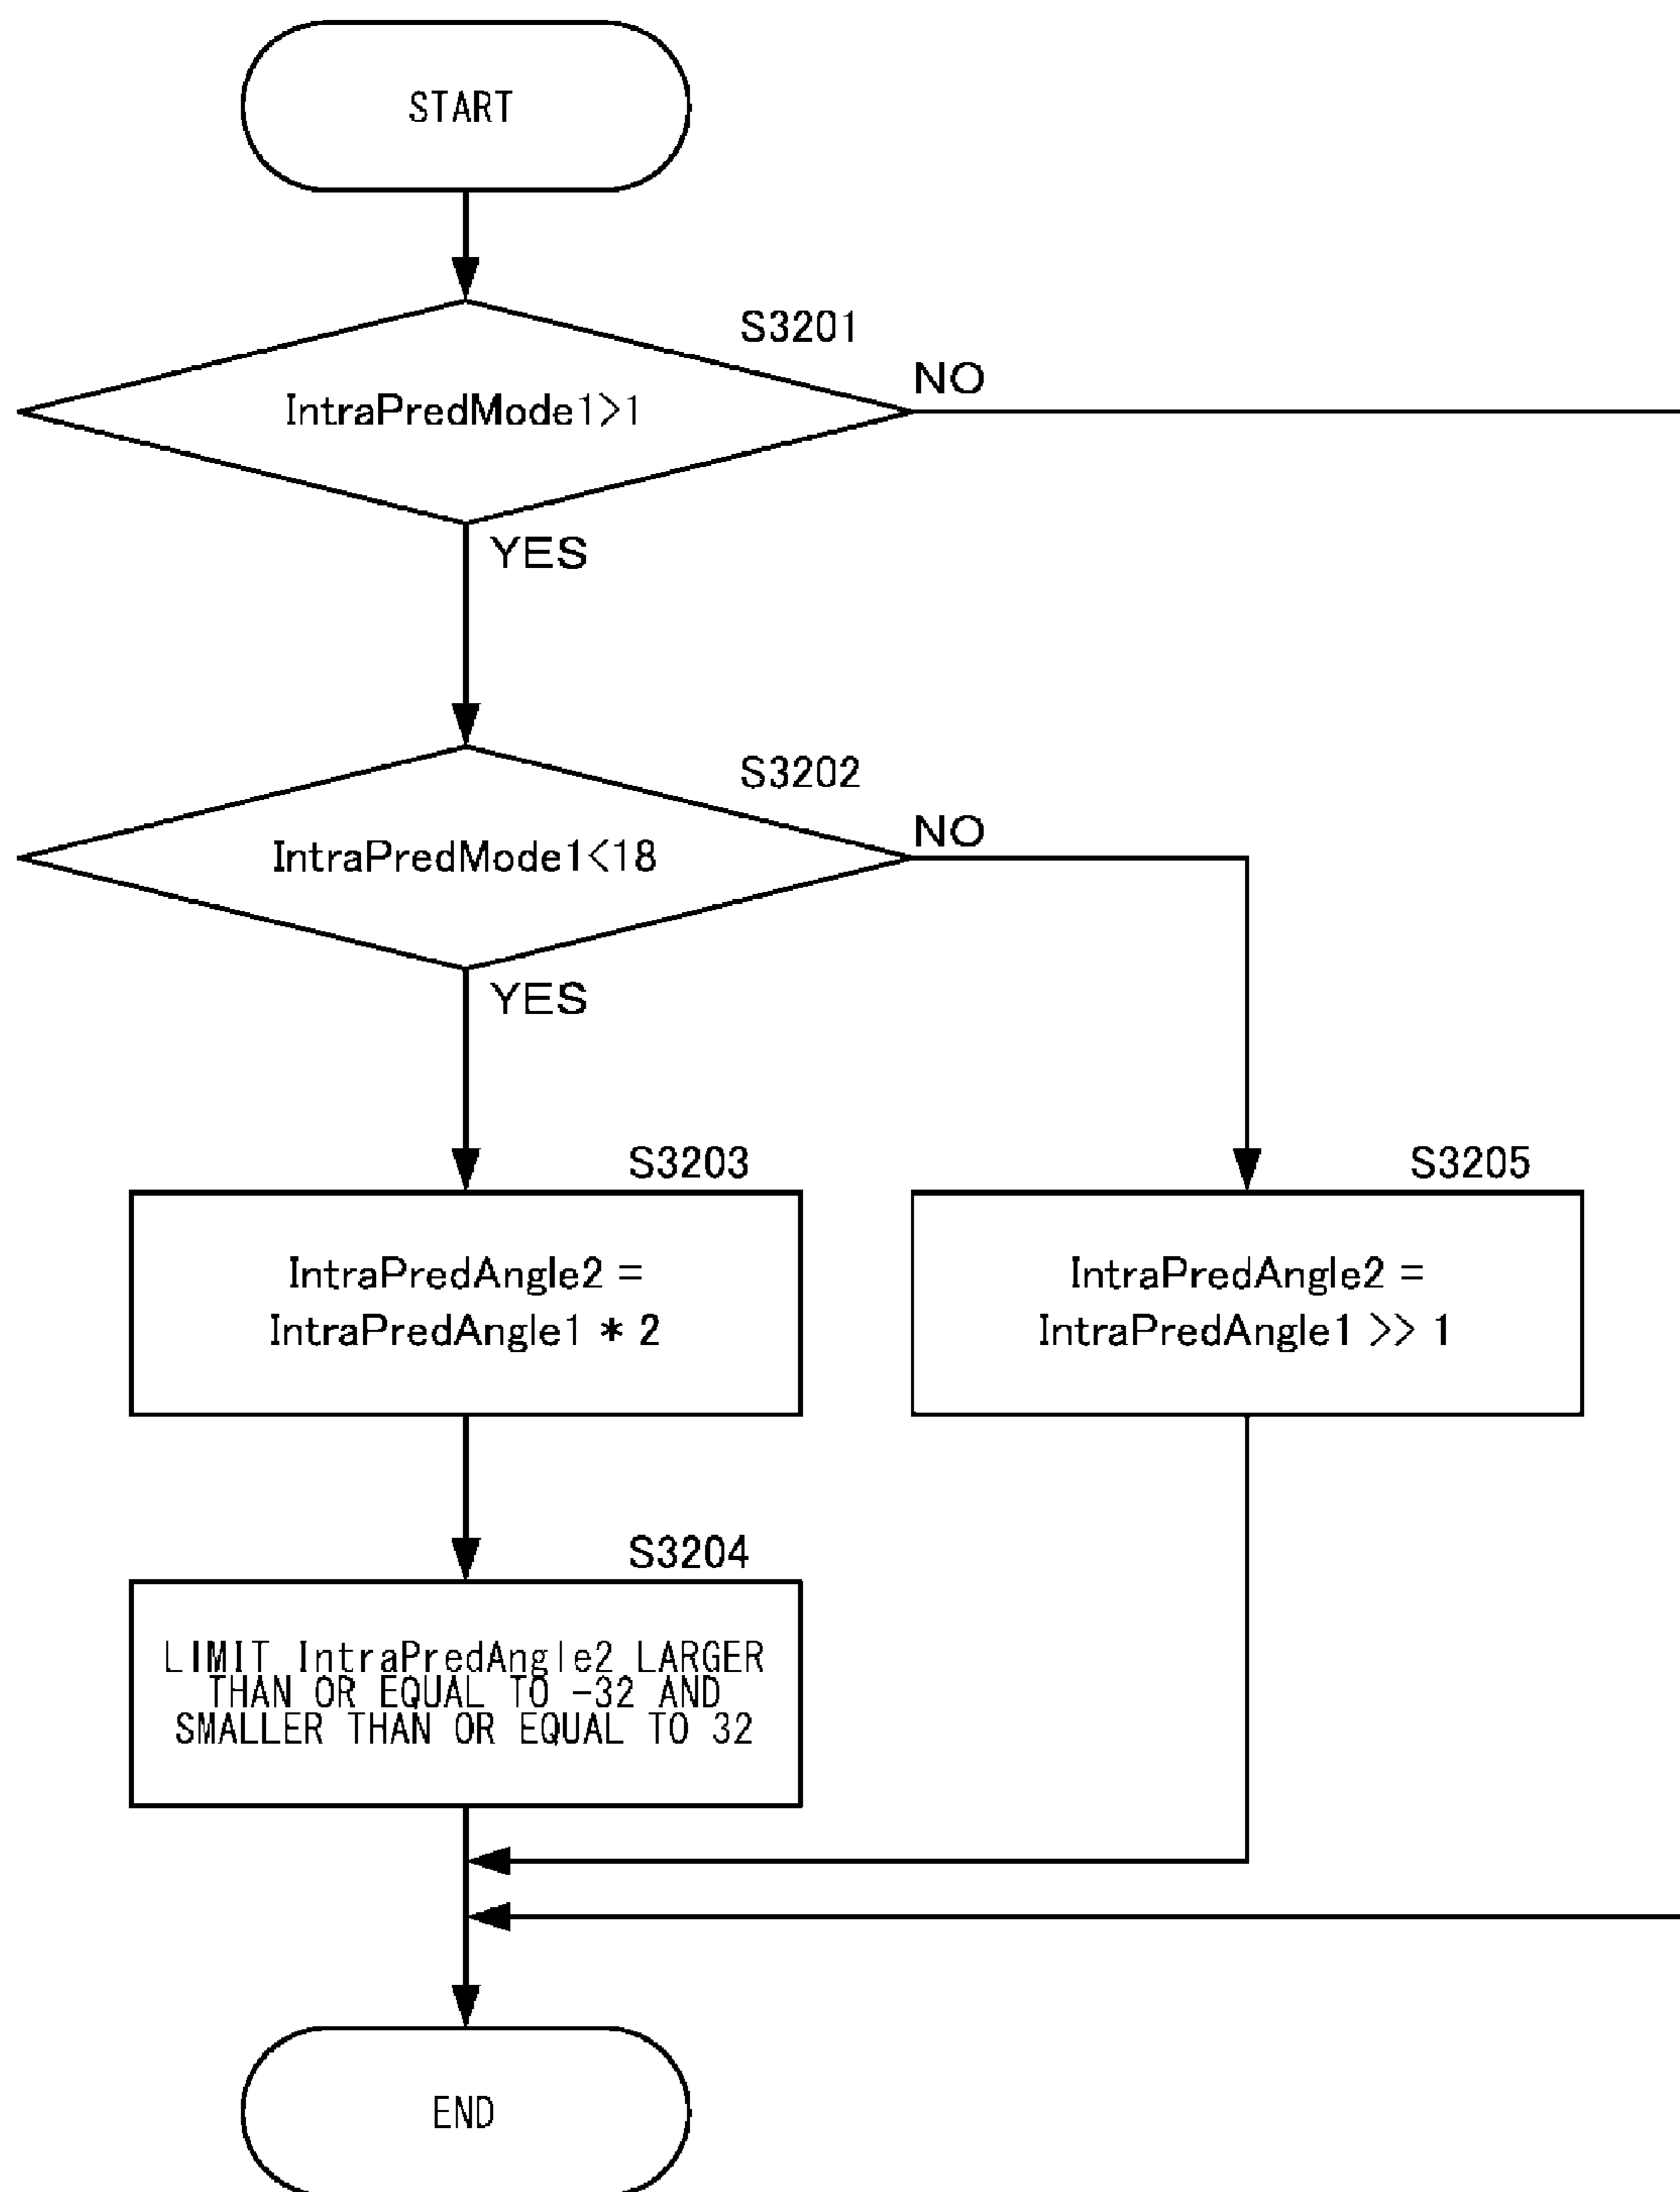 START
S3201
IntraPredMode1>1
NO
YES
S3202
IntraPredMode1<18
NO
YES
S3203
IntraPredAngle2 =
IntraPredAngle1 * 2
S3205
IntraPredAngle2 =
IntraPredAngle1 >> 1
S3204
LIMIT IntraPredAngle2 LARGER
THAN OR EQUAL TO -32 AND
SMALLER THAN OR EQUAL TO 32
END